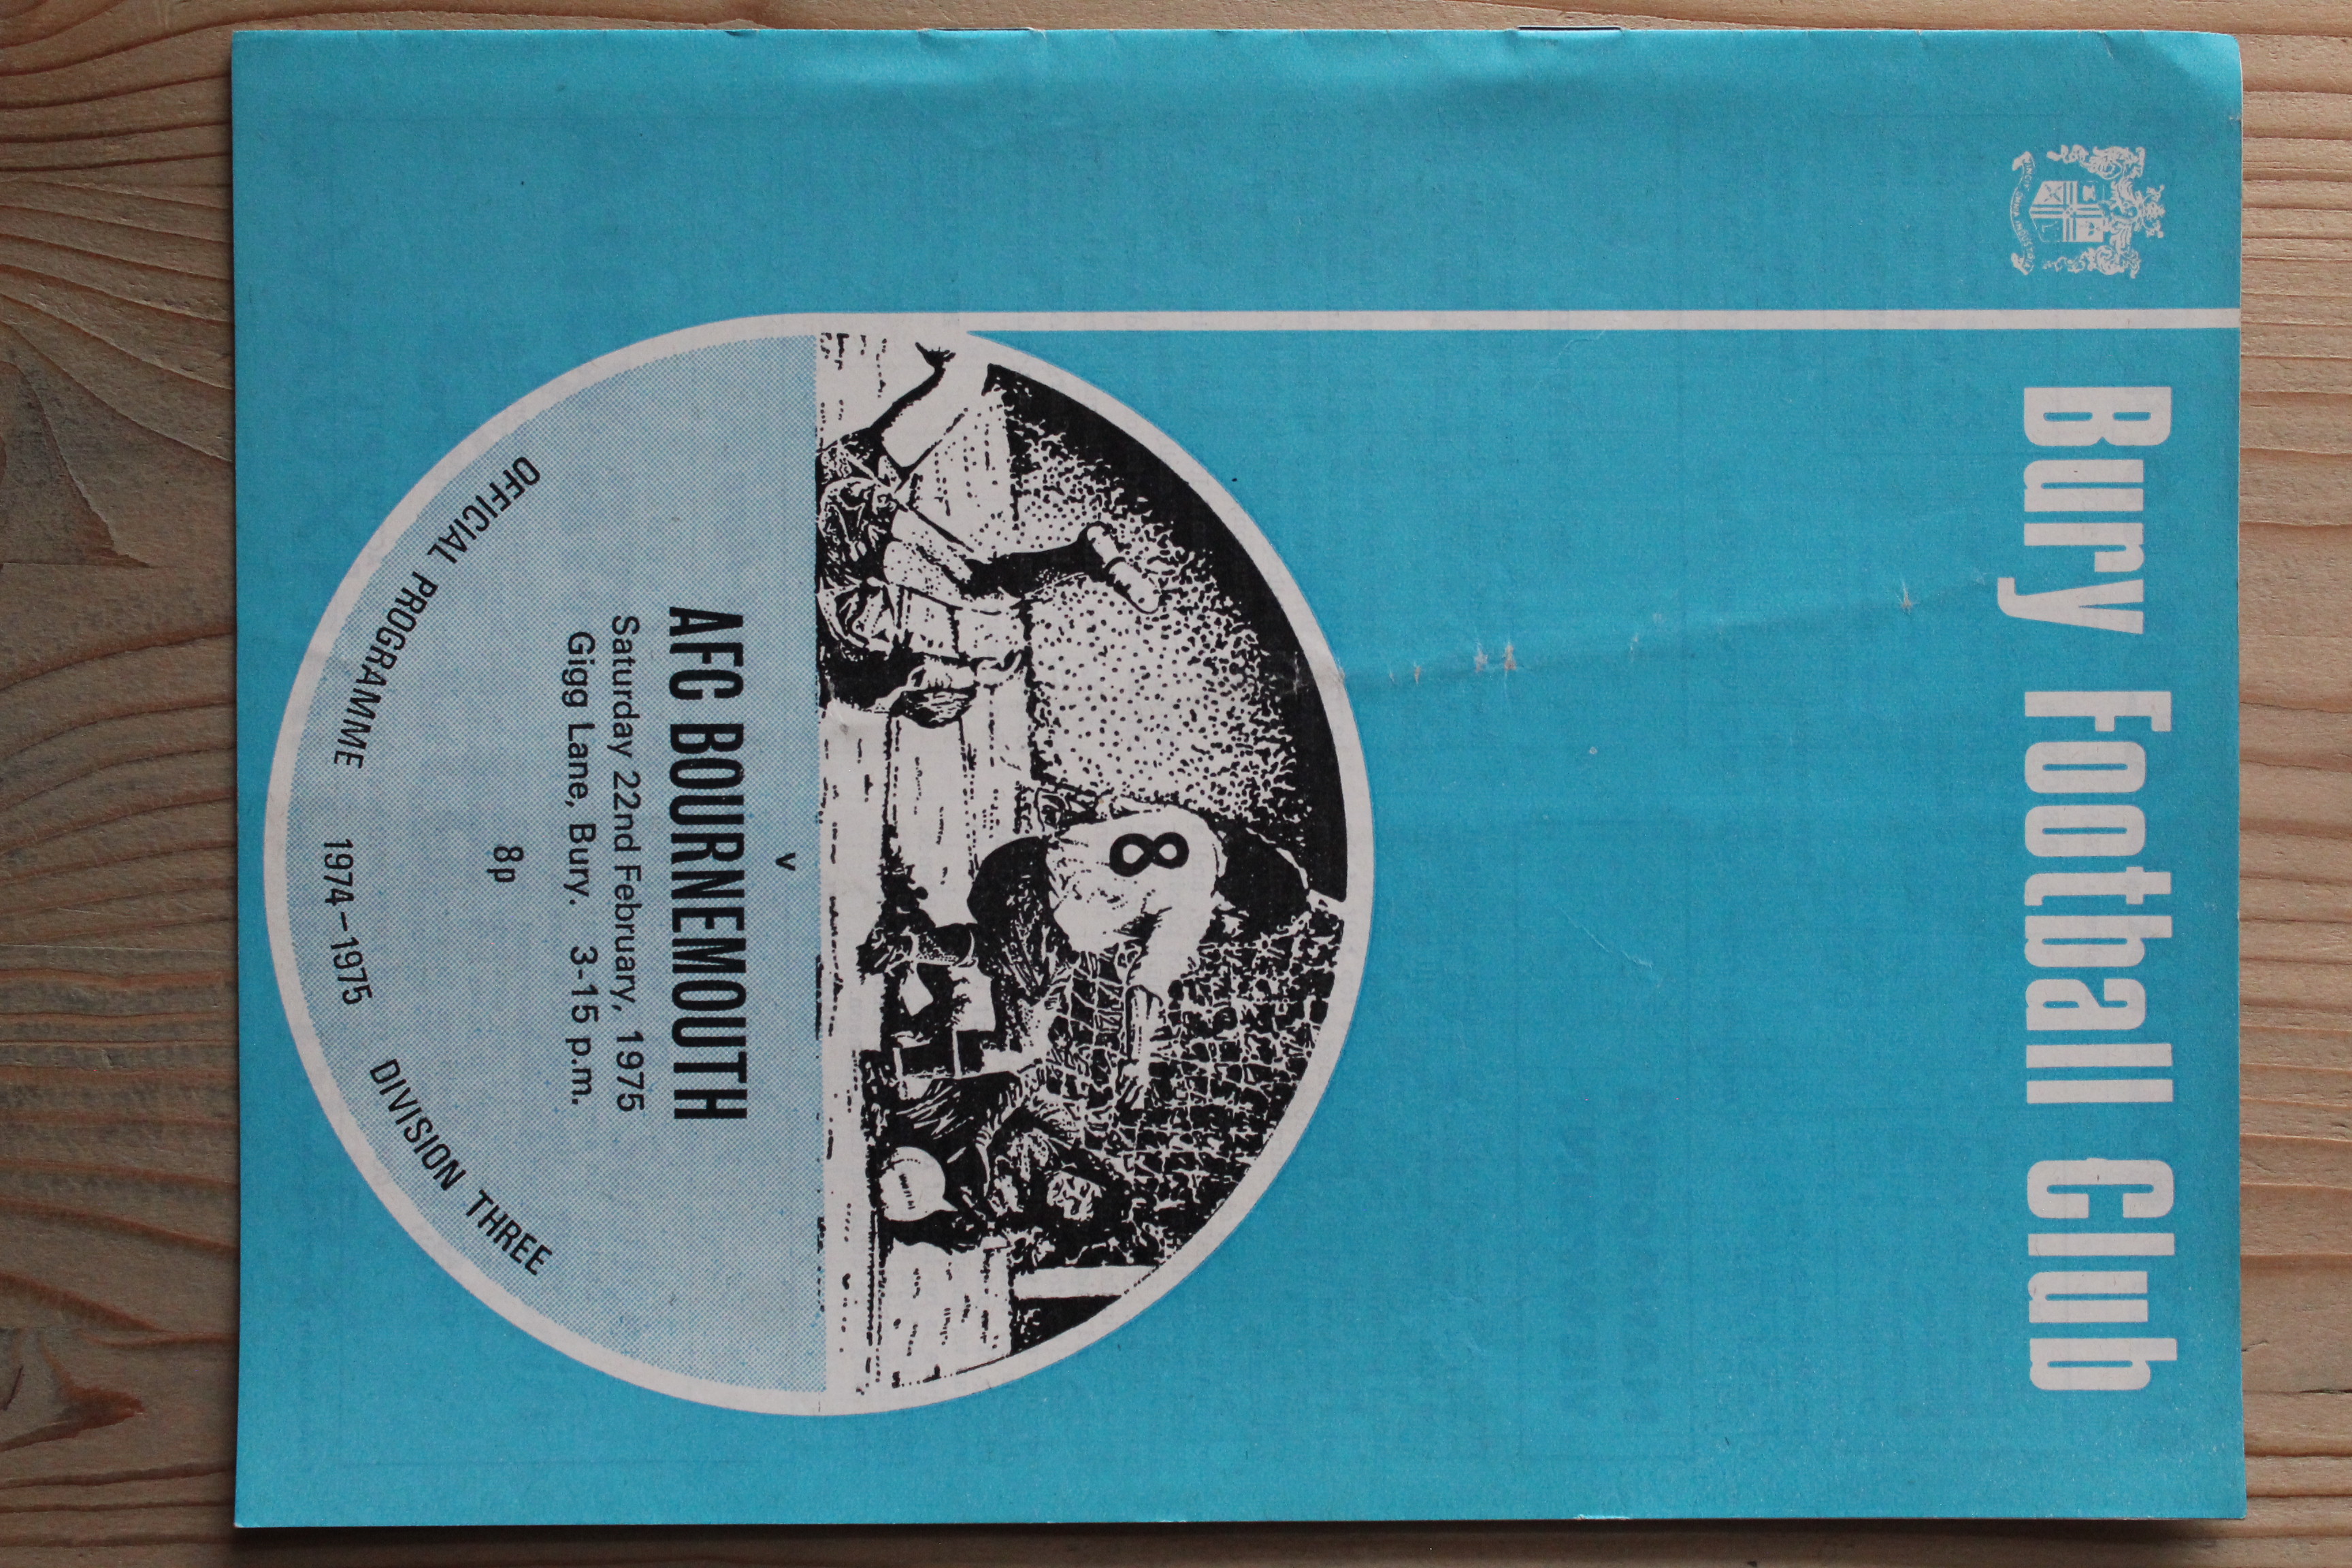 Bury Football Club
8
v
AFC BOURNEMOUTH
Saturday 22nd February, 1975
Gigg Lane, Bury. 3-15 p.m.
8p
OFFICIAL PROGRAMME 1974-1975 DIVISION THREE